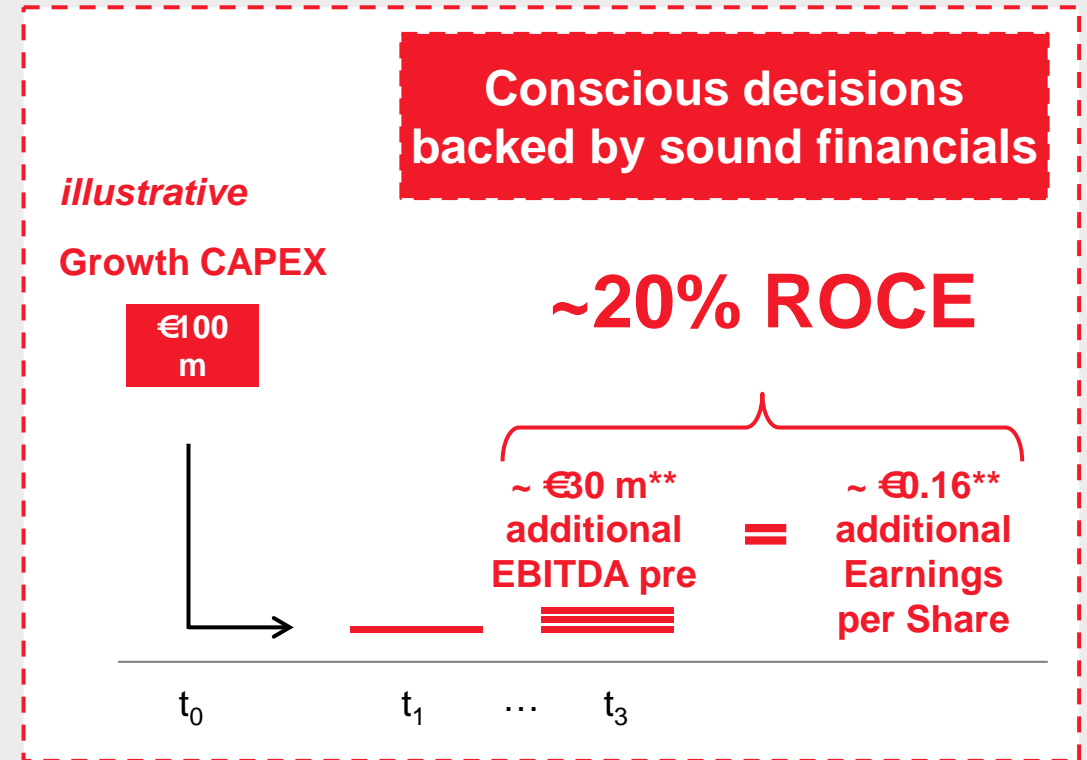 Conscious decisions
backed by sound financials
illustrative
Growth CAPEX
€100
m
~20% ROCE
~ €30 m**
additional
EBITDA pre
=
~ €0.16**
additional
Earnings
per Share
t₀
t₁
...
t₃